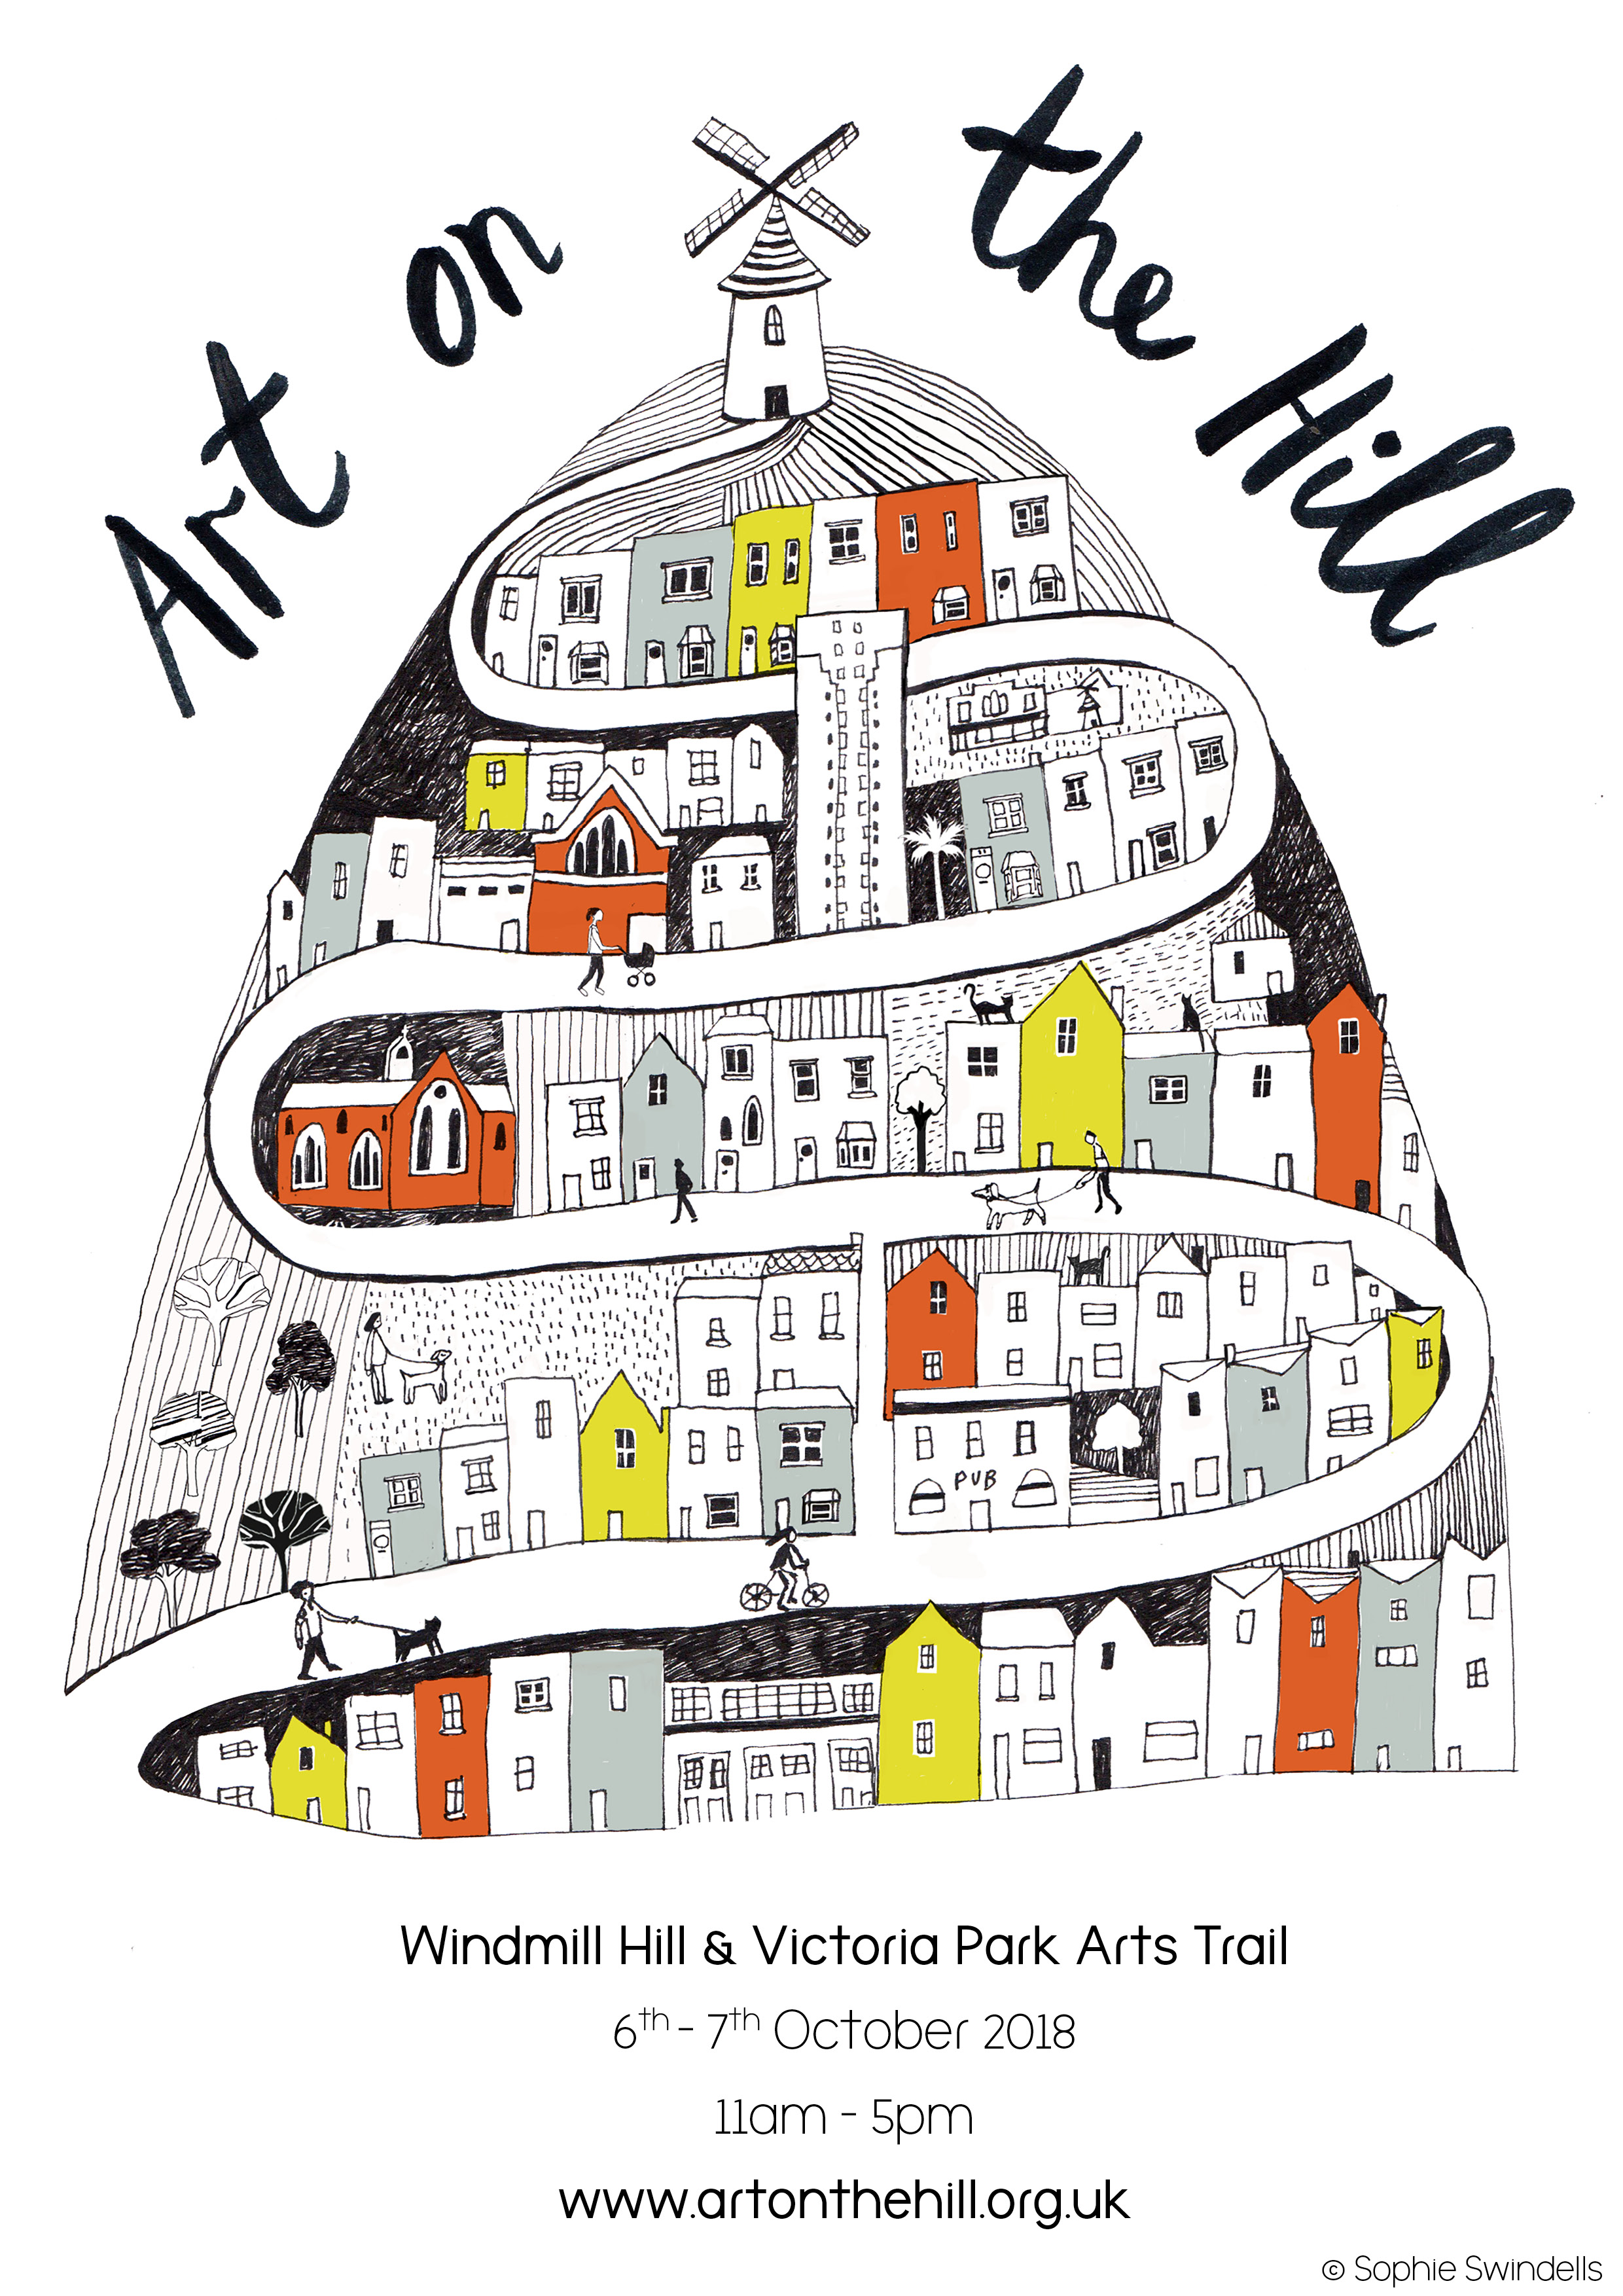 Art on the Hill
PUB
Windmill Hill & Victoria Park Arts Trail
6th - 7th October 2018
11am - 5pm
www.artonthehill.org.uk
© Sophie Swindells